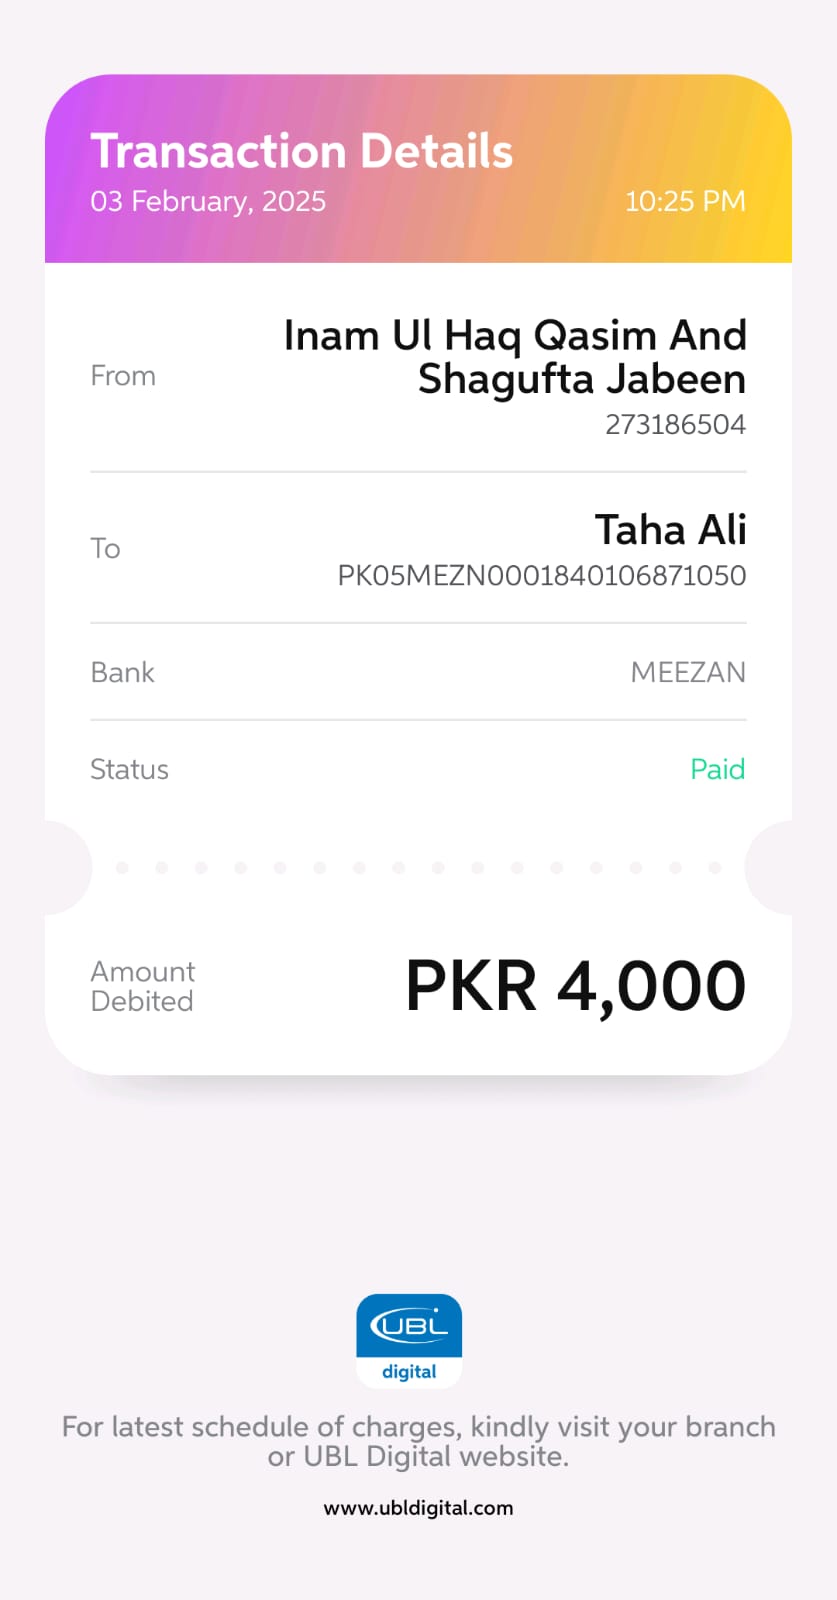 Transaction Details
03 February, 2025 10:25 PM
From
Inam Ul Haq Qasim And
Shagufta Jabeen
273186504
To
Taha Ali
PK05MEZN0001840106871050
Bank MEEZAN
Status Paid
Amount
Debited
PKR 4,000
UBL
digital
For latest schedule of charges, kindly visit your branch
or UBL Digital website.
www.ubldigital.com